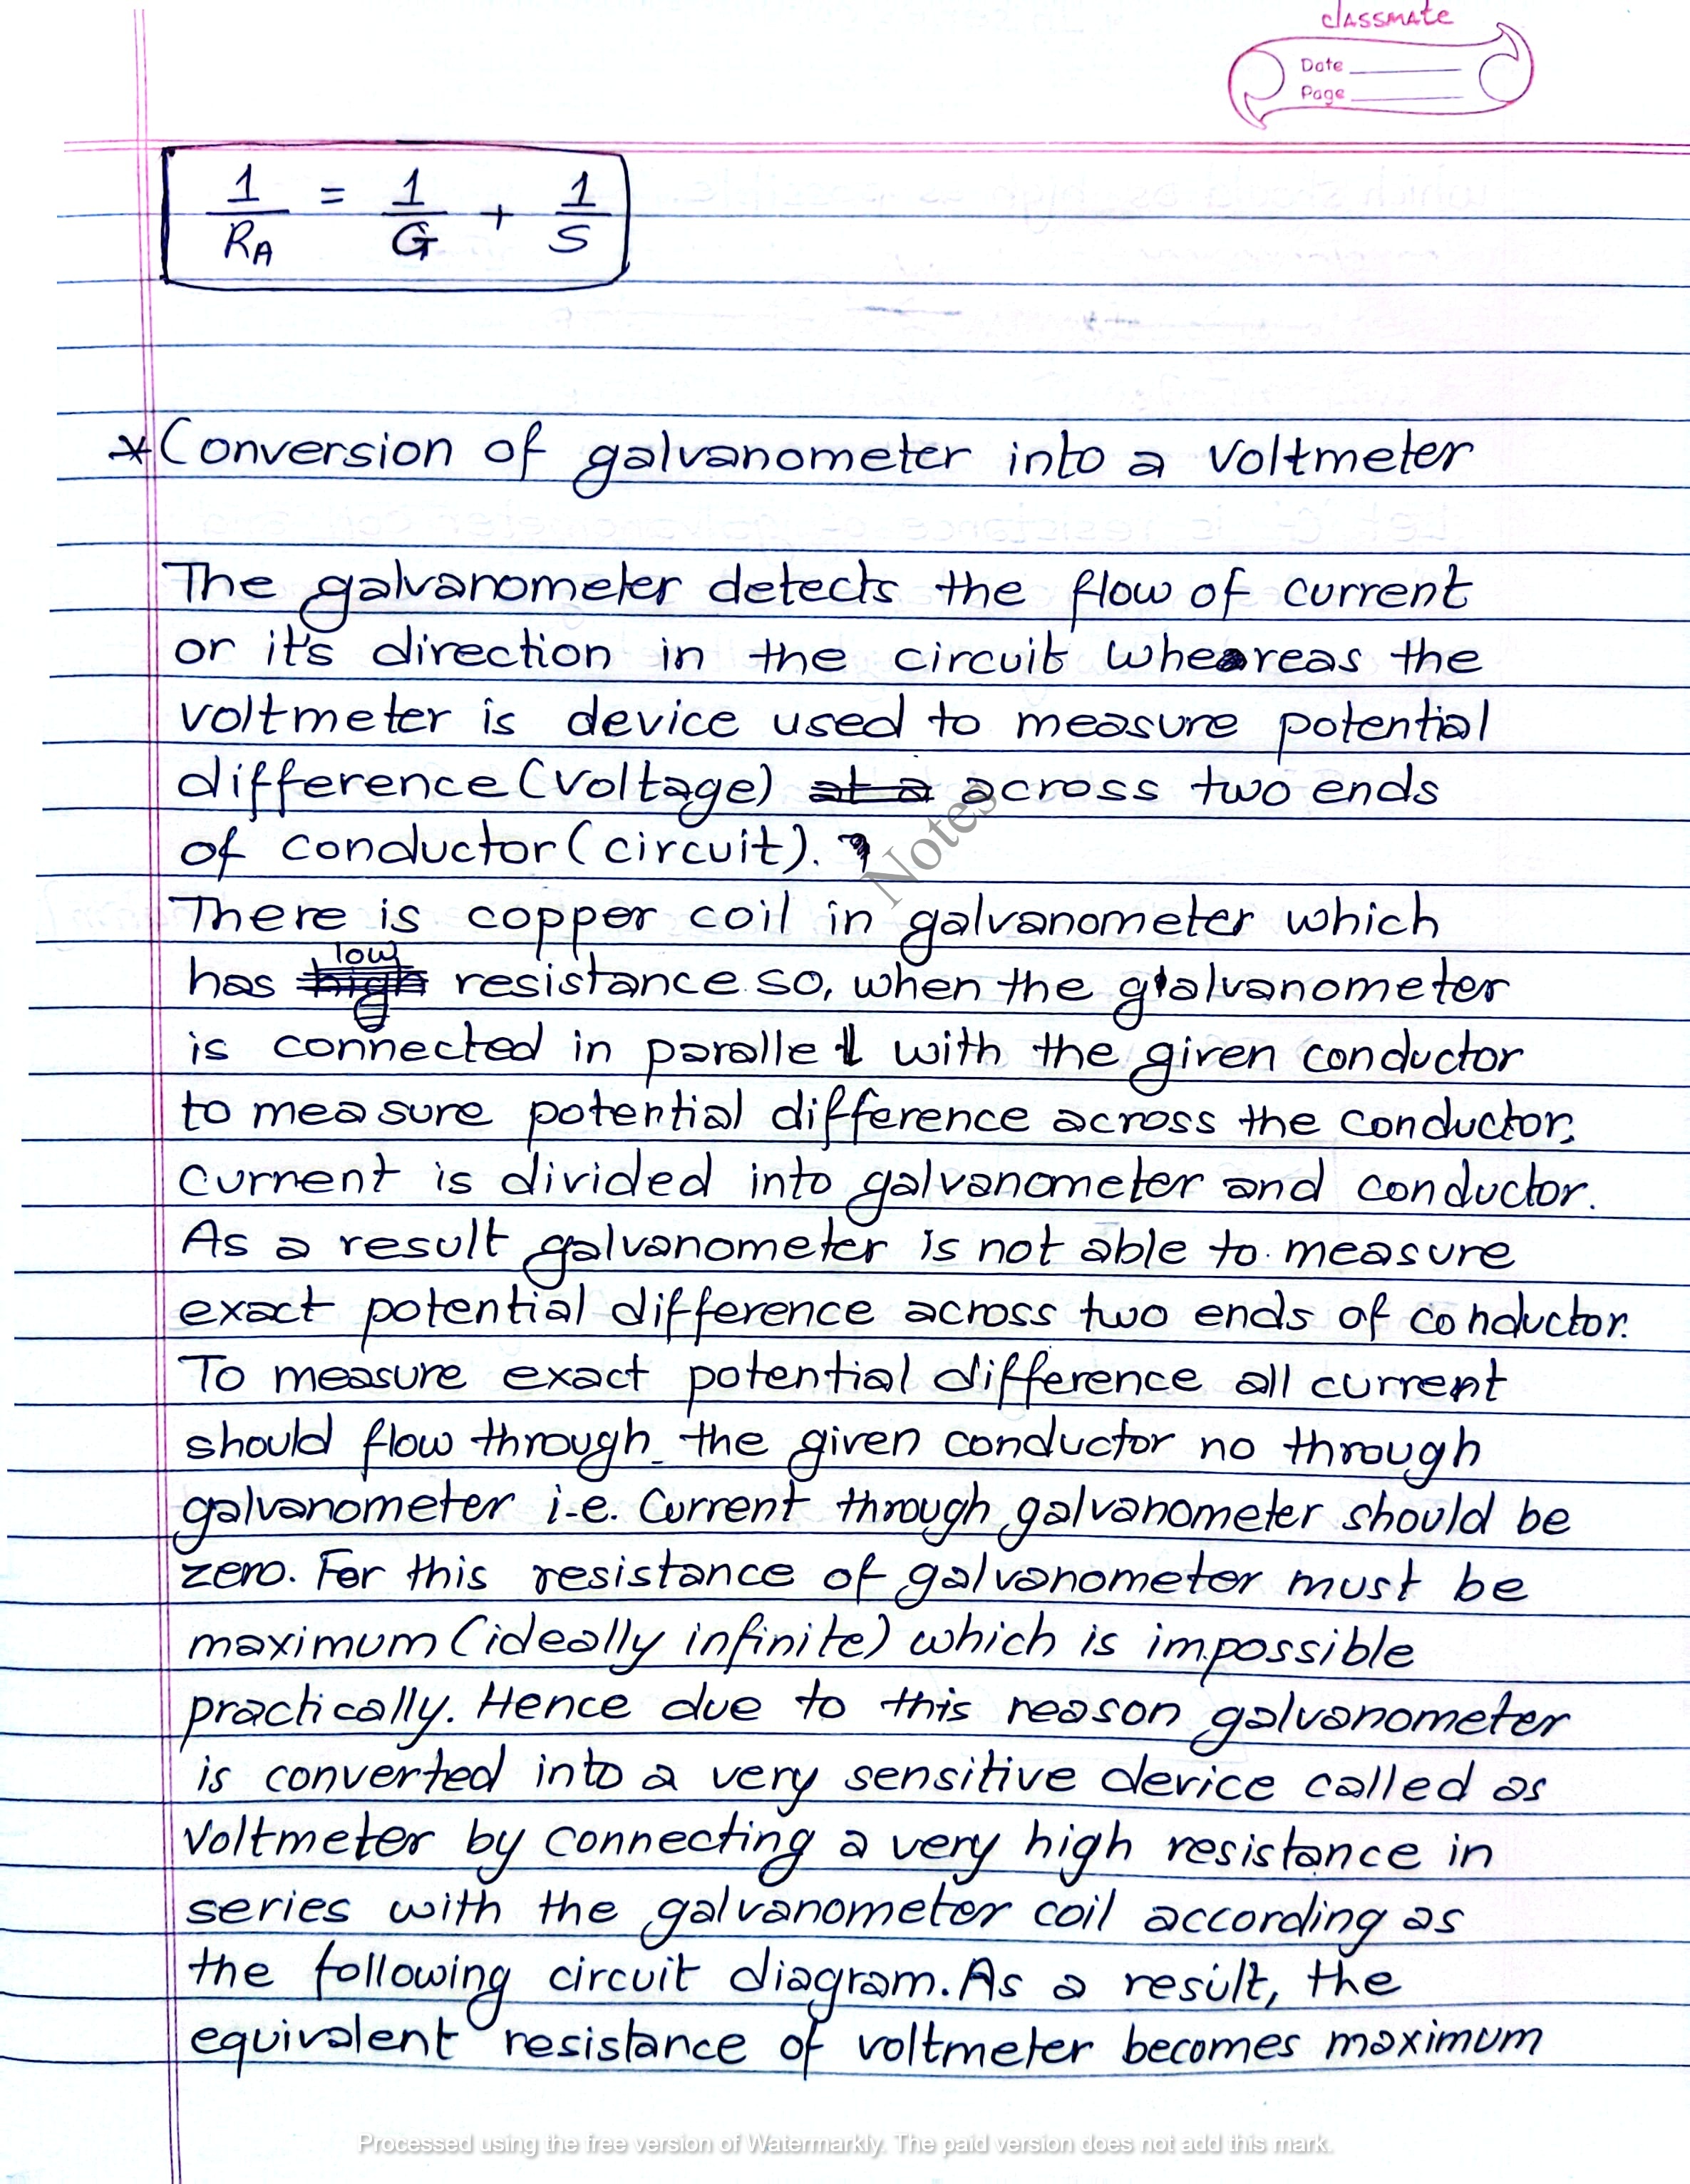 classmate
Date
Page
1/R_A = 1/G + 1/S
*Conversion of galvanometer into a voltmeter
The galvanometer detects the flow of current
or it's direction in the circuit wheareas the
voltmeter is device used to measure potential
difference (voltage) at a across two ends
of conductor (circuit).
Notes
There is copper coil in galvanometer which
has high low resistance so, when the galvanometer
is connected in parallel with the given conductor
to measure potential difference across the conductor,
current is divided into galvanometer and conductor.
As a result galvanometer is not able to measure
exact potential difference across two ends of conductor.
To measure exact potential difference all current
should flow through the given conductor no through
galvanometer i.e. Current through galvanometer should be
zero. For this resistance of galvanometer must be
maximum (ideally infinite) which is impossible
practically. Hence due to this reason galvanometer
is converted into a very sensitive device called as
Voltmeter by connecting a very high resistance in
series with the galvanometer coil according as
the following circuit diagram. As a result, the
equivalent resistance of voltmeter becomes maximum
Processed using the free version of Watermarkly. The paid version does not add this mark.